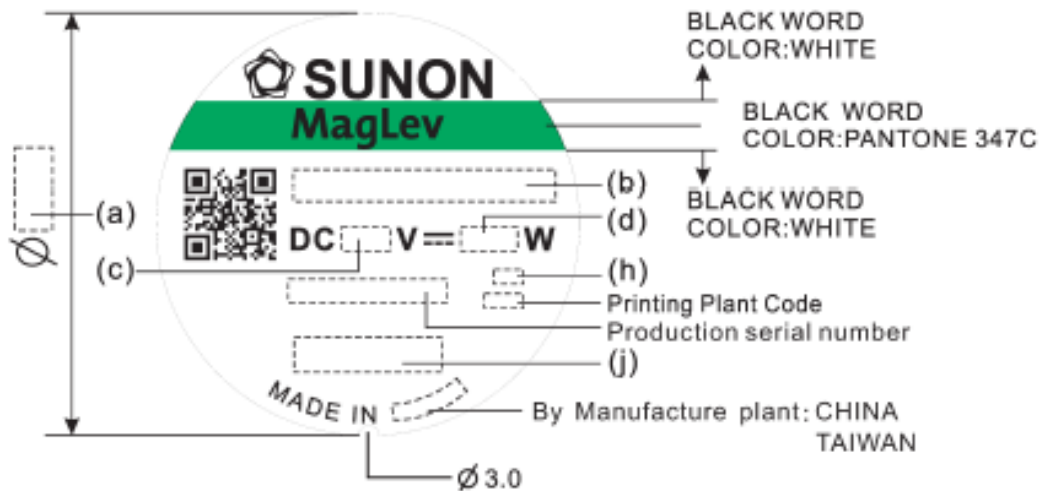 BLACK WORD
COLOR:WHITE
SUNON
MagLev
BLACK WORD
COLOR:PANTONE 347C
(b)
BLACK WORD
COLOR:WHITE
(a)
(d)
DC V W
Ø
(c)
(h)
Printing Plant Code
Production serial number
(j)
MADE IN
By Manufacture plant: CHINA
TAIWAN
Ø 3.0